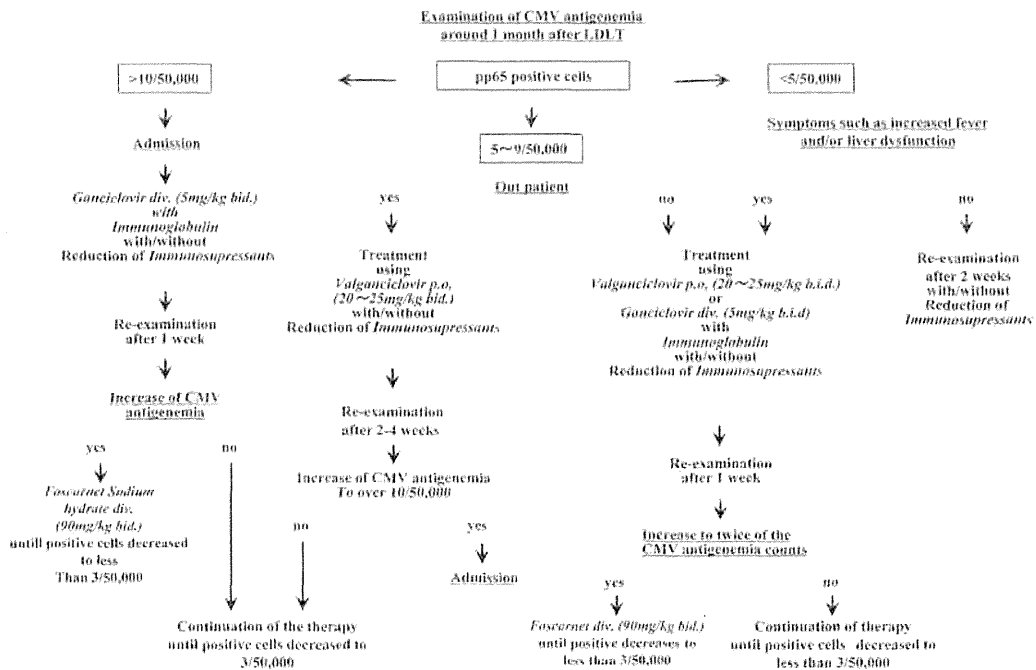 Examination of CMV antigenemia
around 1 month after LDLT
>10/50,000
pp65 positive cells
<5/50,000
Admission
5～9/50,000
Symptoms such as increased fever
and/or liver dysfunction
Out patient
Ganciclovir div. (5mg/kg bid.)
with
Immunoglobulin
with/without
Reduction of Immunosupressants
yes
no
yes
no
Treatment
using
Valganciclovir p.o,
(20～25mg/kg bid.)
with/without
Reduction of Immunosupressants
Treatment
using
Valganciclovir p.o, (20～25mg/kg b.i.d.)
or
Ganciclovir div. (5mg/kg b.i.d)
with
Immunoglobulin
with/without
Reduction of Immunosupressants
Re-examination
after 2 weeks
with/without
Reduction of
Immunosupressants
Re-examination
after 1 week
Increase of CMV
antigenemia
Re-examination
after 2-4 weeks
yes
no
Increase of CMV antigenemia
To over 10/50,000
Re-examination
after 1 week
Foscarnet Sodium
hydrate div.
(90mg/kg bid.)
untill positive cells decreased
to less
Than 3/50,000
no
yes
Admission
Increase to twice of the
CMV antigenemia counts
yes
no
Continuation of the therapy
until positive cells decreased to
3/50,000
Foscarnet div. (90mg/kg bid.)
until positive decreases to
less than 3/50,000
Continuation of therapy
until positive cells decreased to
less than 3/50,000